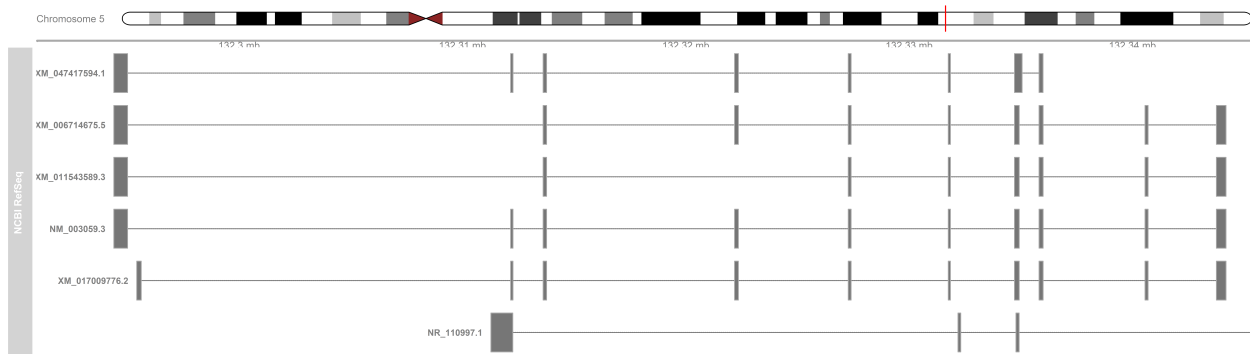 Chromosome 5
132.3 mb 132.31 mb 132.32 mb 132.33 mb 132.34 mb
NCBI RefSeq
XM_047417594.1
XM_006714675.5
XM_011543589.3
NM_003059.3
XM_017009776.2
NR_110997.1